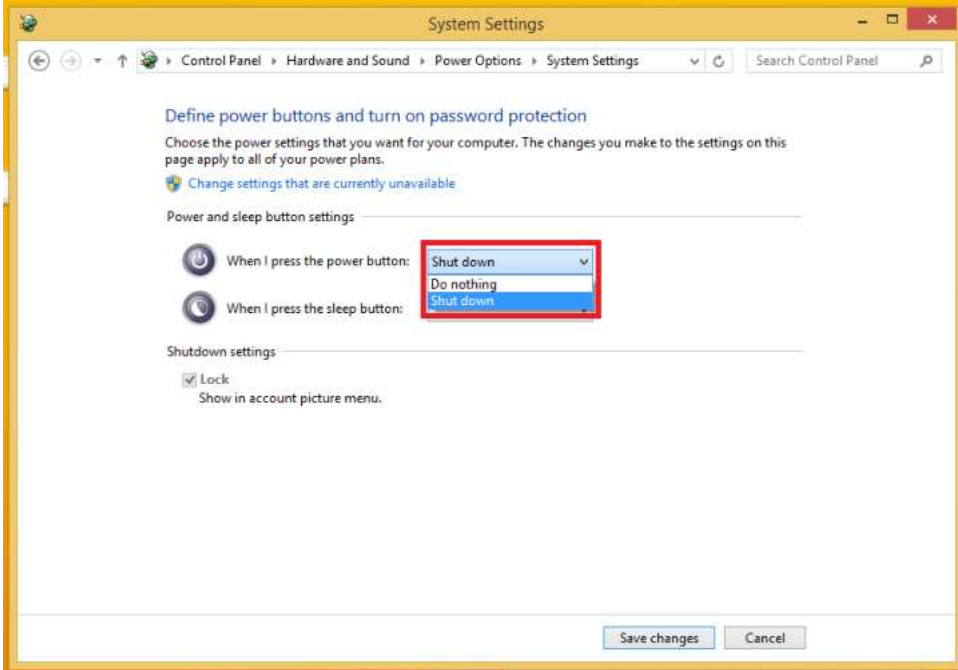 System Settings
Control Panel Hardware and Sound Power Options System Settings Search Control Panel
Define power buttons and turn on password protection
Choose the power settings that you want for your computer. The changes you make to the settings on this
page apply to all of your power plans.
Change settings that are currently unavailable
Power and sleep button settings
When I press the power button: Shut down
Do nothing
Shut down
When I press the sleep button:
Shutdown settings
Lock
Show in account picture menu.
Save changes Cancel